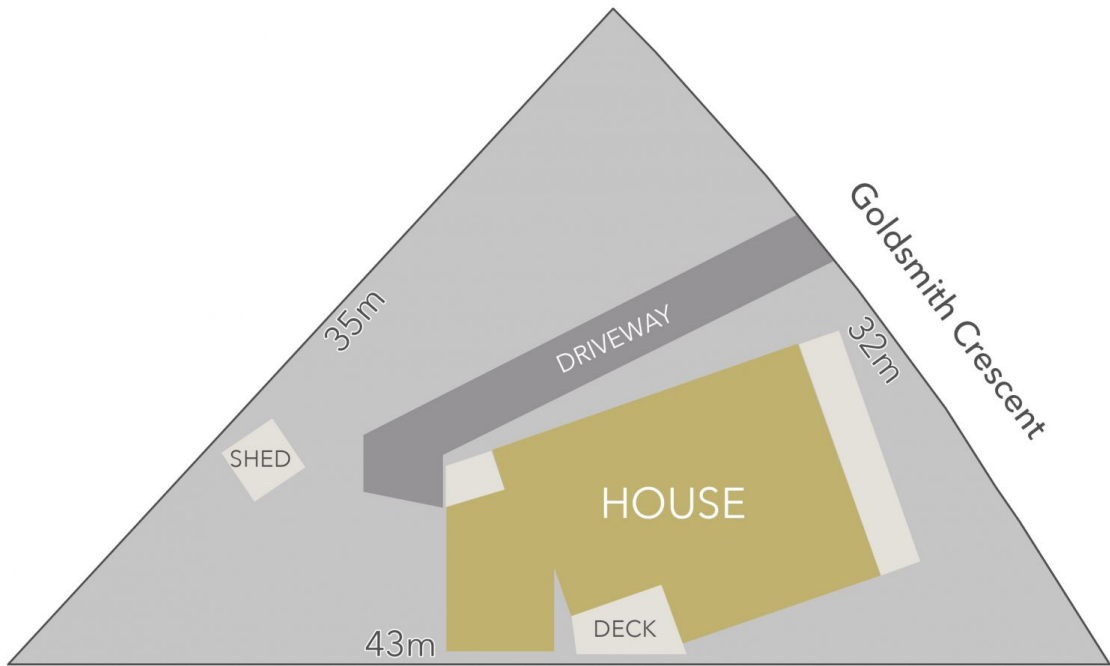 Goldsmith Crescent
35m
DRIVEWAY
32m
SHED
HOUSE
DECK
43m